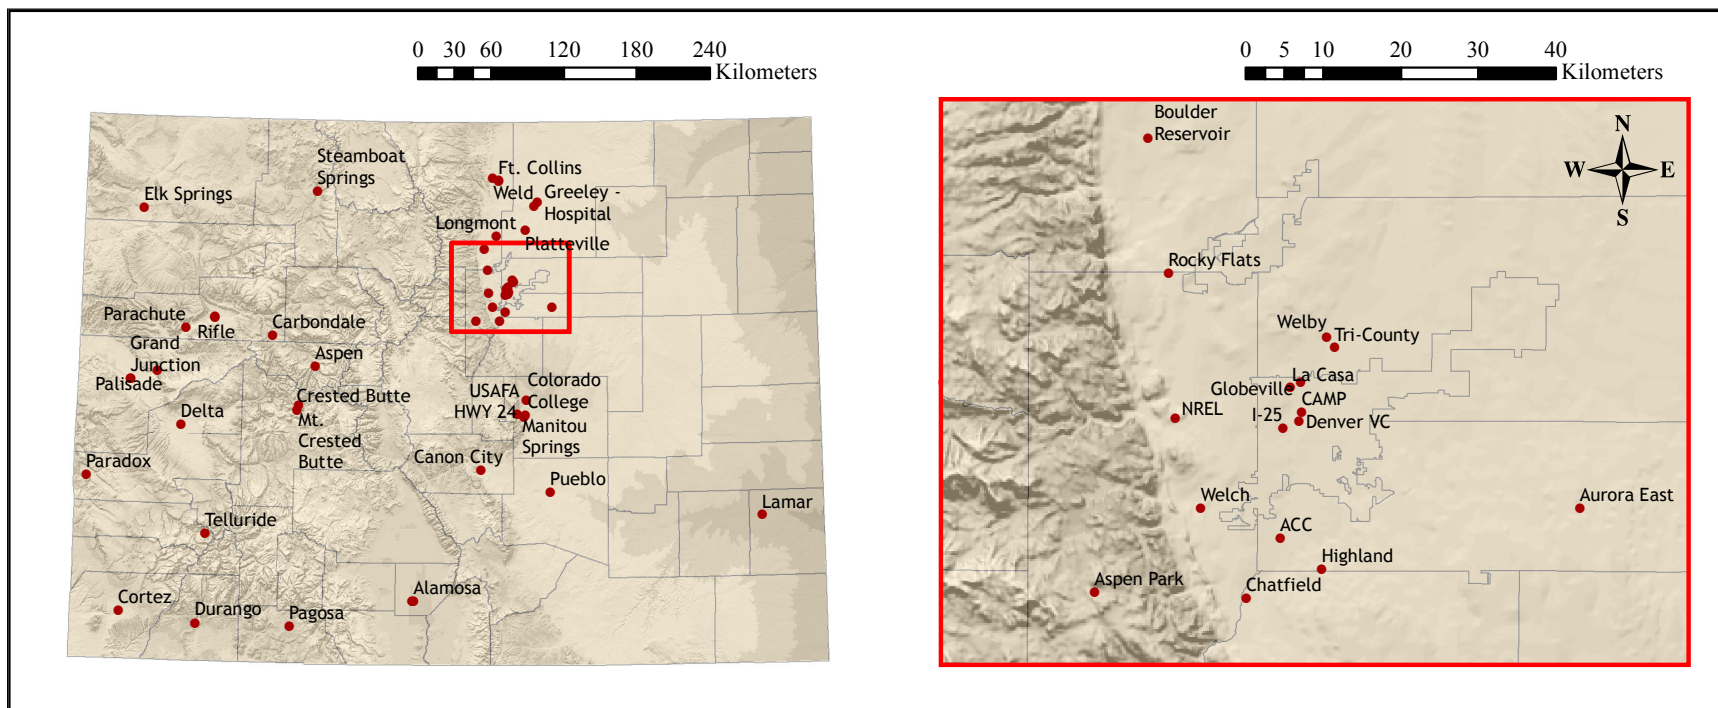 0 30 60 120 180 240
Kilometers
Steamboat
Springs
Elk Springs
Ft. Collins
Weld
Greeley -
Hospital
Longmont
Platteville
Parachute
Rifle
Carbondale
Grand
Junction
Palisade
Aspen
Crested Butte
Mt.
Crested
Butte
Delta
USAFA
HWY 24
Colorado
College
Manitou
Springs
Canon City
Paradox
Pueblo
Lamar
Telluride
Alamosa
Cortez
Durango
Pagosa
0 5 10 20 30 40
Kilometers
Boulder
Reservoir
N
W
E
S
Rocky Flats
Welby
Tri-County
La Casa
Globeville
CAMP
NREL
I-25
Denver VC
Welch
Aurora East
ACC
Highland
Aspen Park
Chatfield